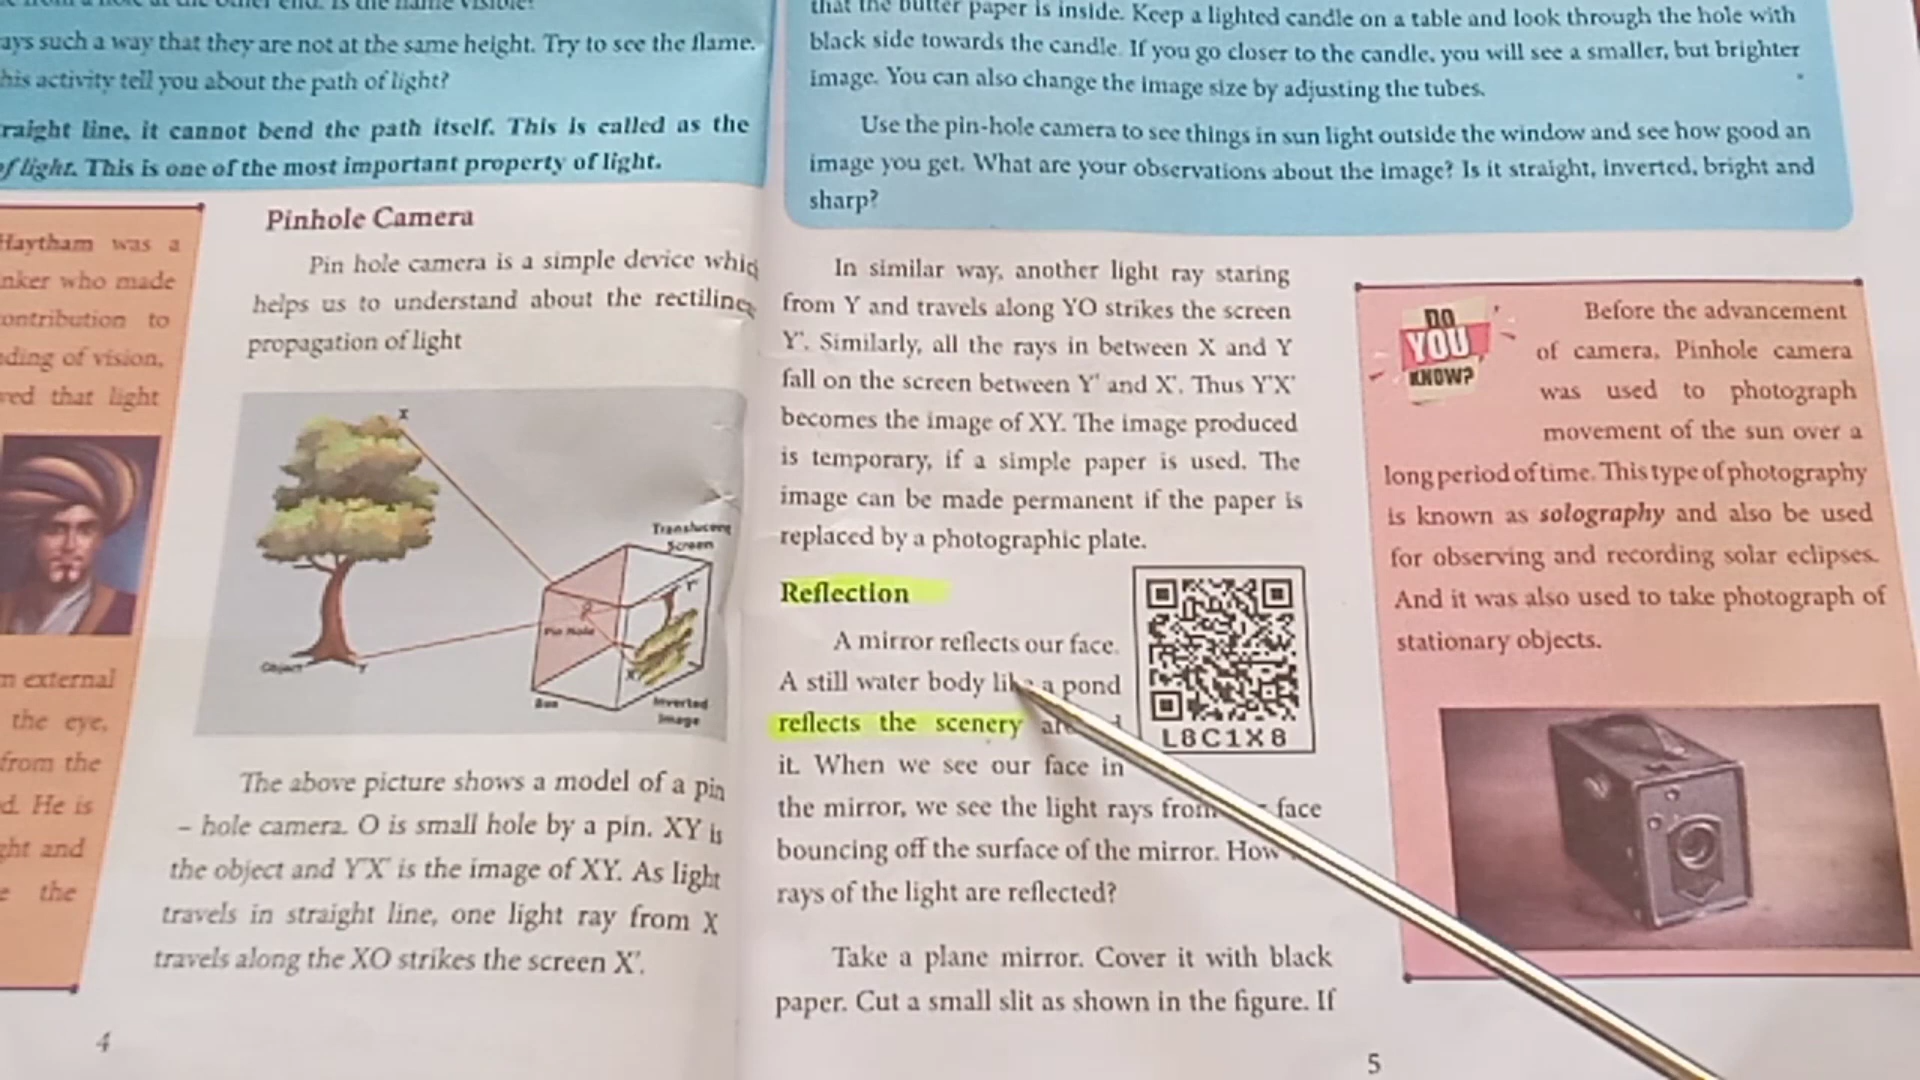 ays such a way that they are not at the same height. Try to see the flame.
his activity tell you about the path of light?
raight line, it cannot bend the path itself. This is called as the
of light. This is one of the most important property of light.
Haytham was a
nker who made
ontribution to
ding of vision,
ved that light
m external
the eye,
from the
d. He is
ght and
the
Pinhole Camera
Pin hole camera is a simple device whic
helps us to understand about the rectiline
propagation of light
X
Translucent
Screen
Y'
O
Pin Hole
Object
Y
X'
Box
Inverted
Image
The above picture shows a model of a pin
– hole camera. O is small hole by a pin. XY is
the object and Y'X' is the image of XY. As light
travels in straight line, one light ray from X
travels along the XO strikes the screen X'.
4
that the butter paper is inside. Keep a lighted candle on a table and look through the hole with
black side towards the candle. If you go closer to the candle, you will see a smaller, but brighter
image. You can also change the image size by adjusting the tubes.
Use the pin-hole camera to see things in sun light outside the window and see how good an
image you get. What are your observations about the image? Is it straight, inverted, bright and
sharp?
In similar way, another light ray staring
from Y and travels along YO strikes the screen
Y'. Similarly, all the rays in between X and Y
fall on the screen between Y' and X'. Thus Y'X'
becomes the image of XY. The image produced
is temporary, if a simple paper is used. The
image can be made permanent if the paper is
replaced by a photographic plate.
Reflection
A mirror reflects our face.
A still water body like a pond
reflects the scenery
it. When we see our face in
the mirror, we see the light rays from face
bouncing off the surface of the mirror. How
rays of the light are reflected?
L8C1X8
Take a plane mirror. Cover it with black
paper. Cut a small slit as shown in the figure. If
DO
YOU
KNOW?
Before the advancement
of camera, Pinhole camera
was used to photograph
movement of the sun over a
long period of time. This type of photography
is known as solography and also be used
for observing and recording solar eclipses.
And it was also used to take photograph of
stationary objects.
5